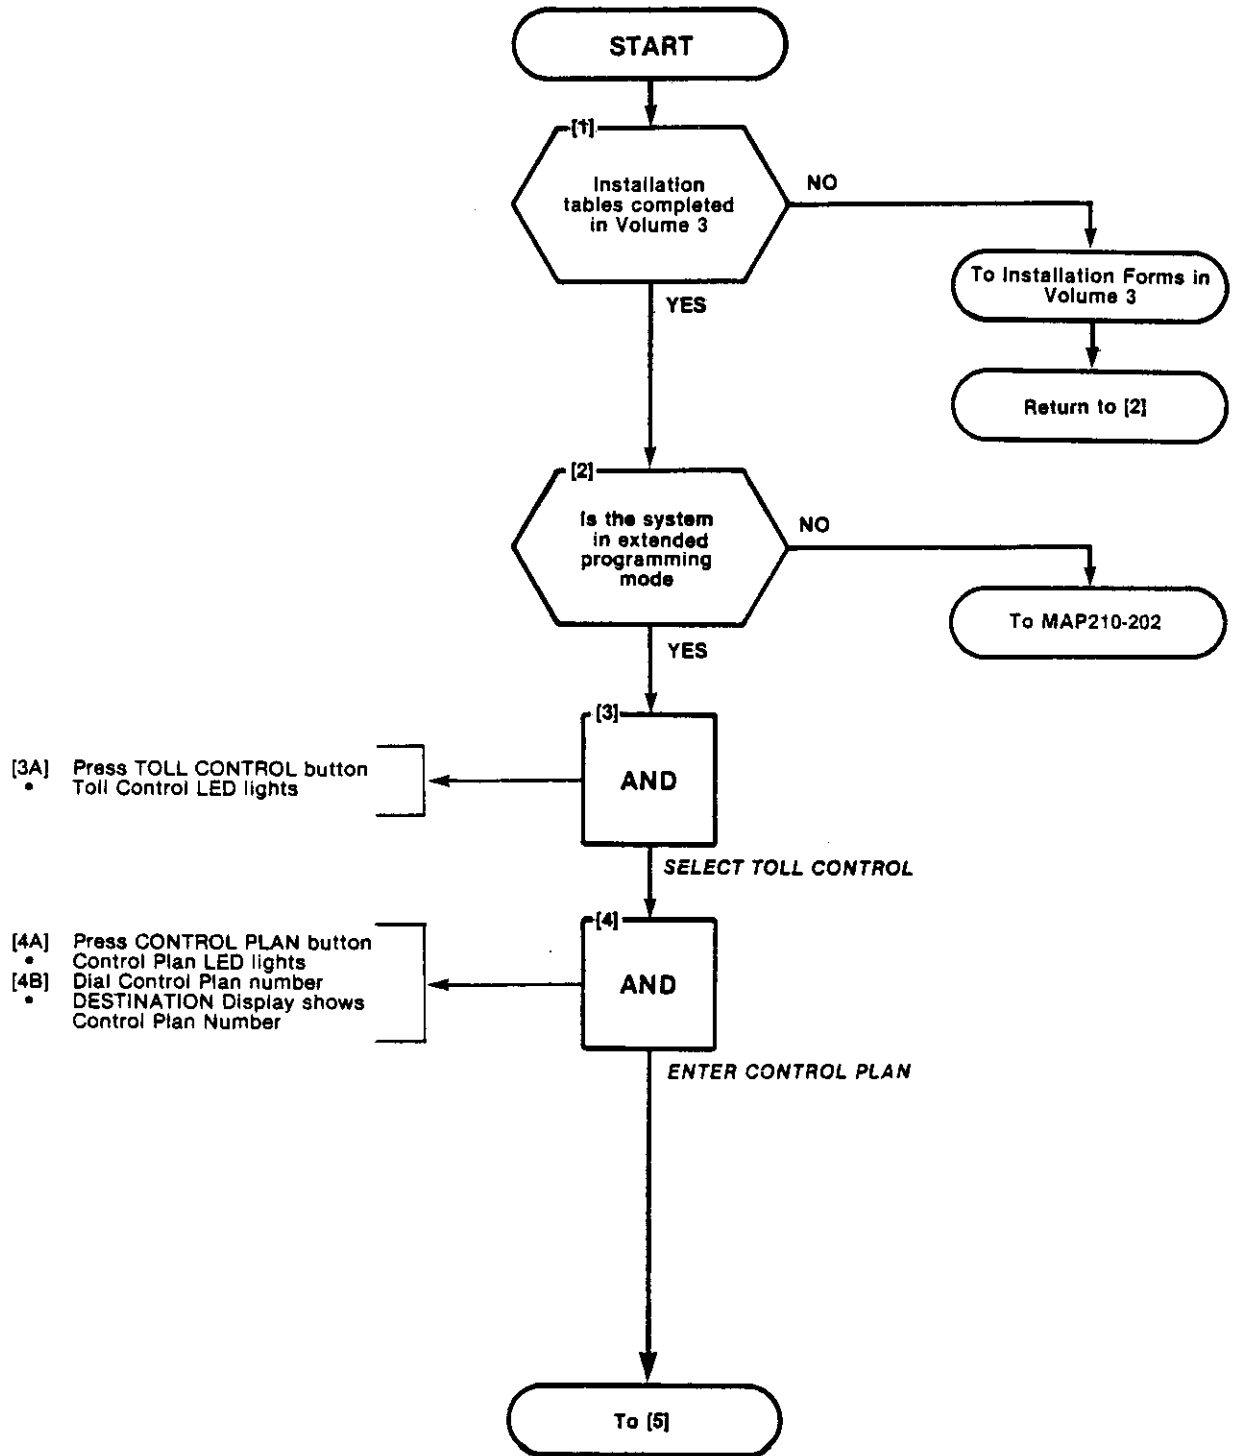 START
[1]
Installation
tables completed
in Volume 3
NO
To Installation Forms in
Volume 3
YES
Return to [2]
[2]
Is the system
in extended
programming
mode
NO
To MAP210-202
YES
[3]
AND
[3A] Press TOLL CONTROL button
• Toll Control LED lights
SELECT TOLL CONTROL
[4]
AND
[4A] Press CONTROL PLAN button
• Control Plan LED lights
[4B] Dial Control Plan number
• DESTINATION Display shows
Control Plan Number
ENTER CONTROL PLAN
To [5]